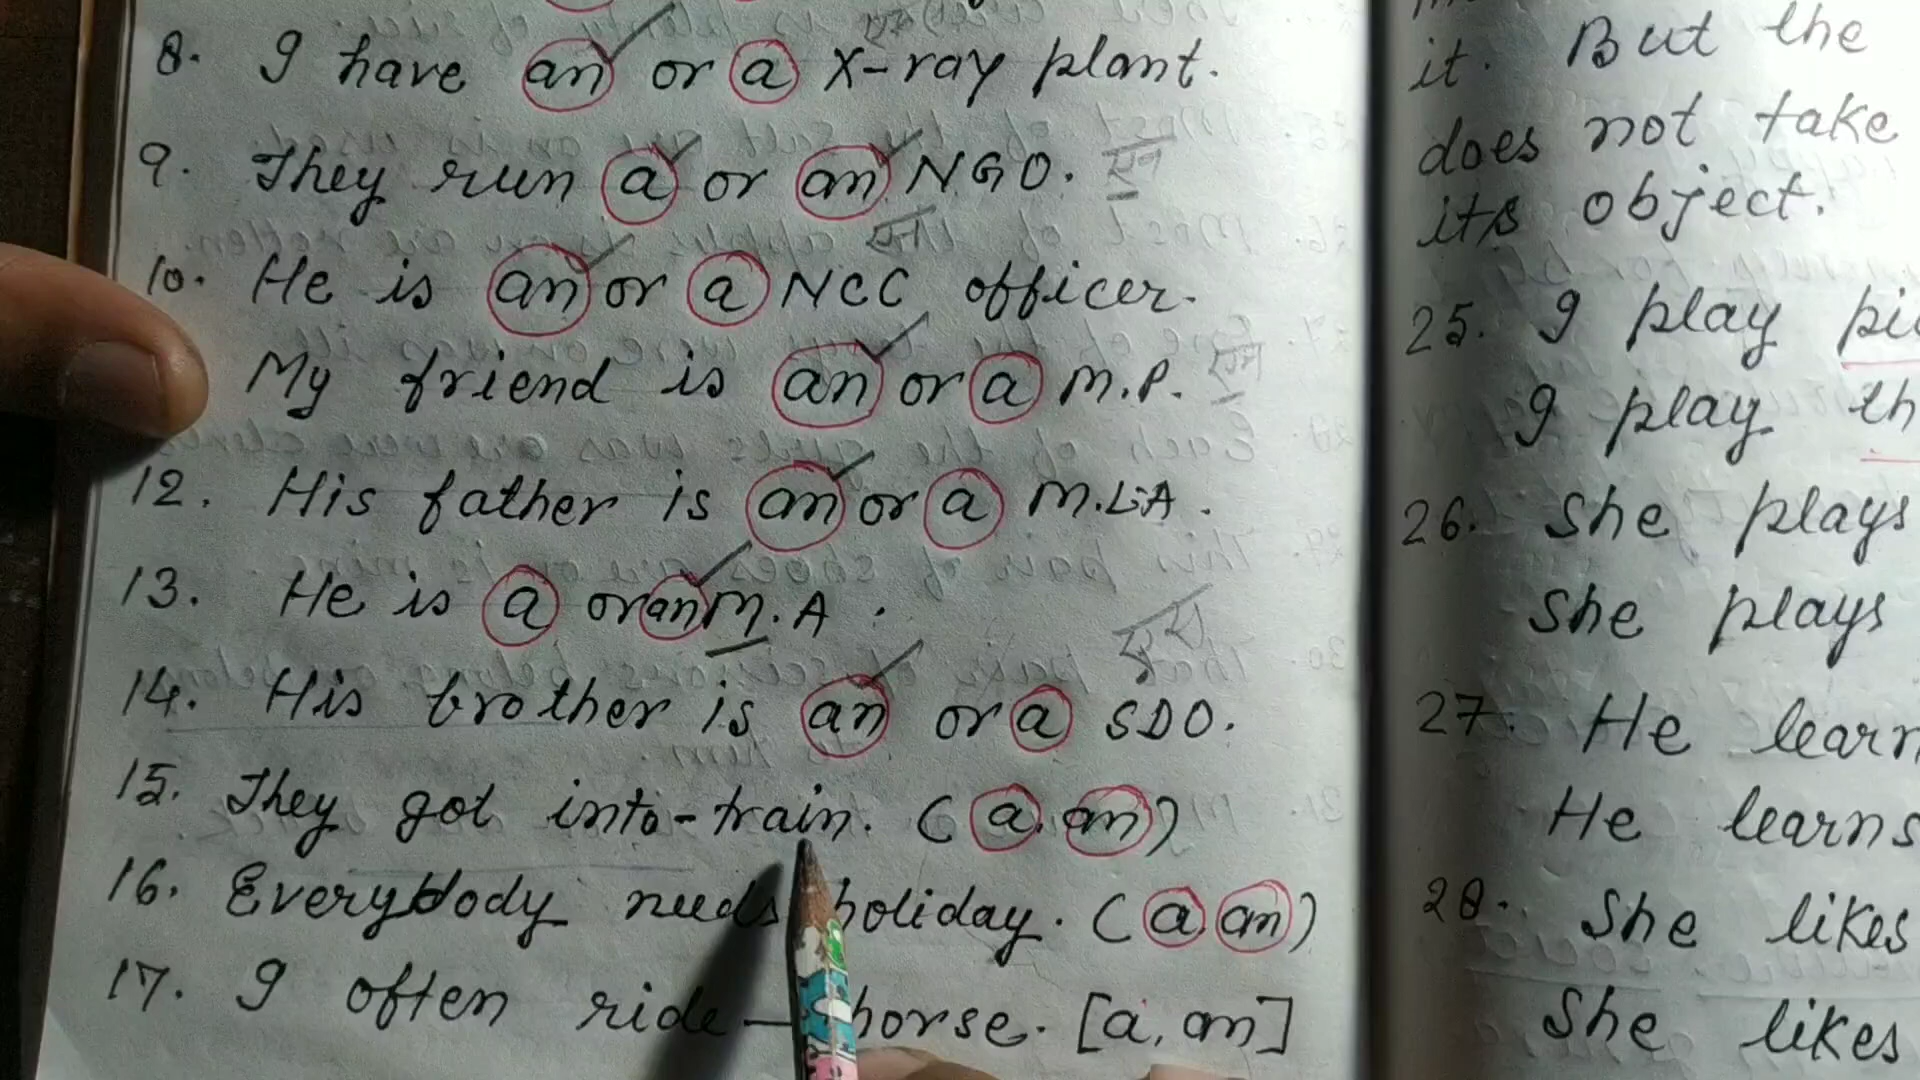 8. I have an or a X-ray plant.
9. They run a or an NGO. एन
एन
10. He is an or a NCC officer.
My friend is an or a M.P. एम
12. His father is an or a M.L.A.
13. He is a or an M.A.
एस
14. His brother is an or a SDO.
15. They got into - train. (a, an)
16. Everybody needs holiday. (a, an)
17. I often ride — horse. [a, an]
it. But the
does not take
its object.
25. I play
I play
26. She plays
She plays
27. He
He learns
28. She likes
She likes